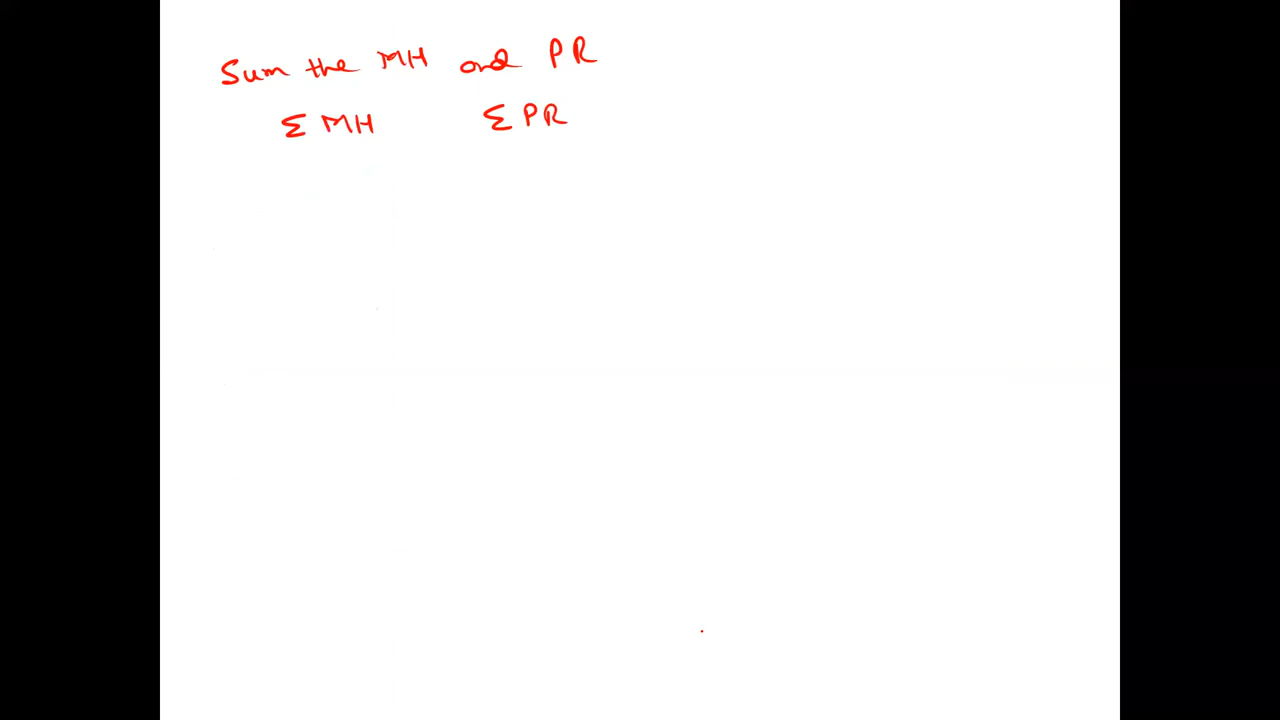 Sum the MH and PR
Σ MH Σ PR